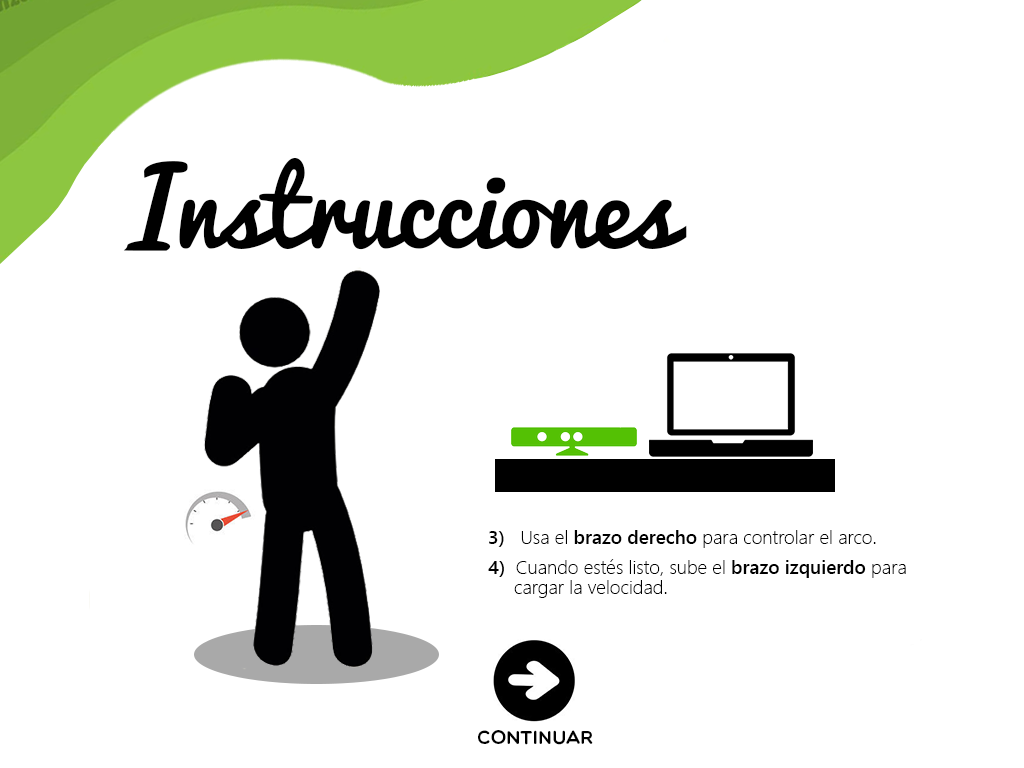 Instrucciones
3) Usa el brazo derecho para controlar el arco.
4) Cuando estés listo, sube el brazo izquierdo para
cargar la velocidad.
CONTINUAR